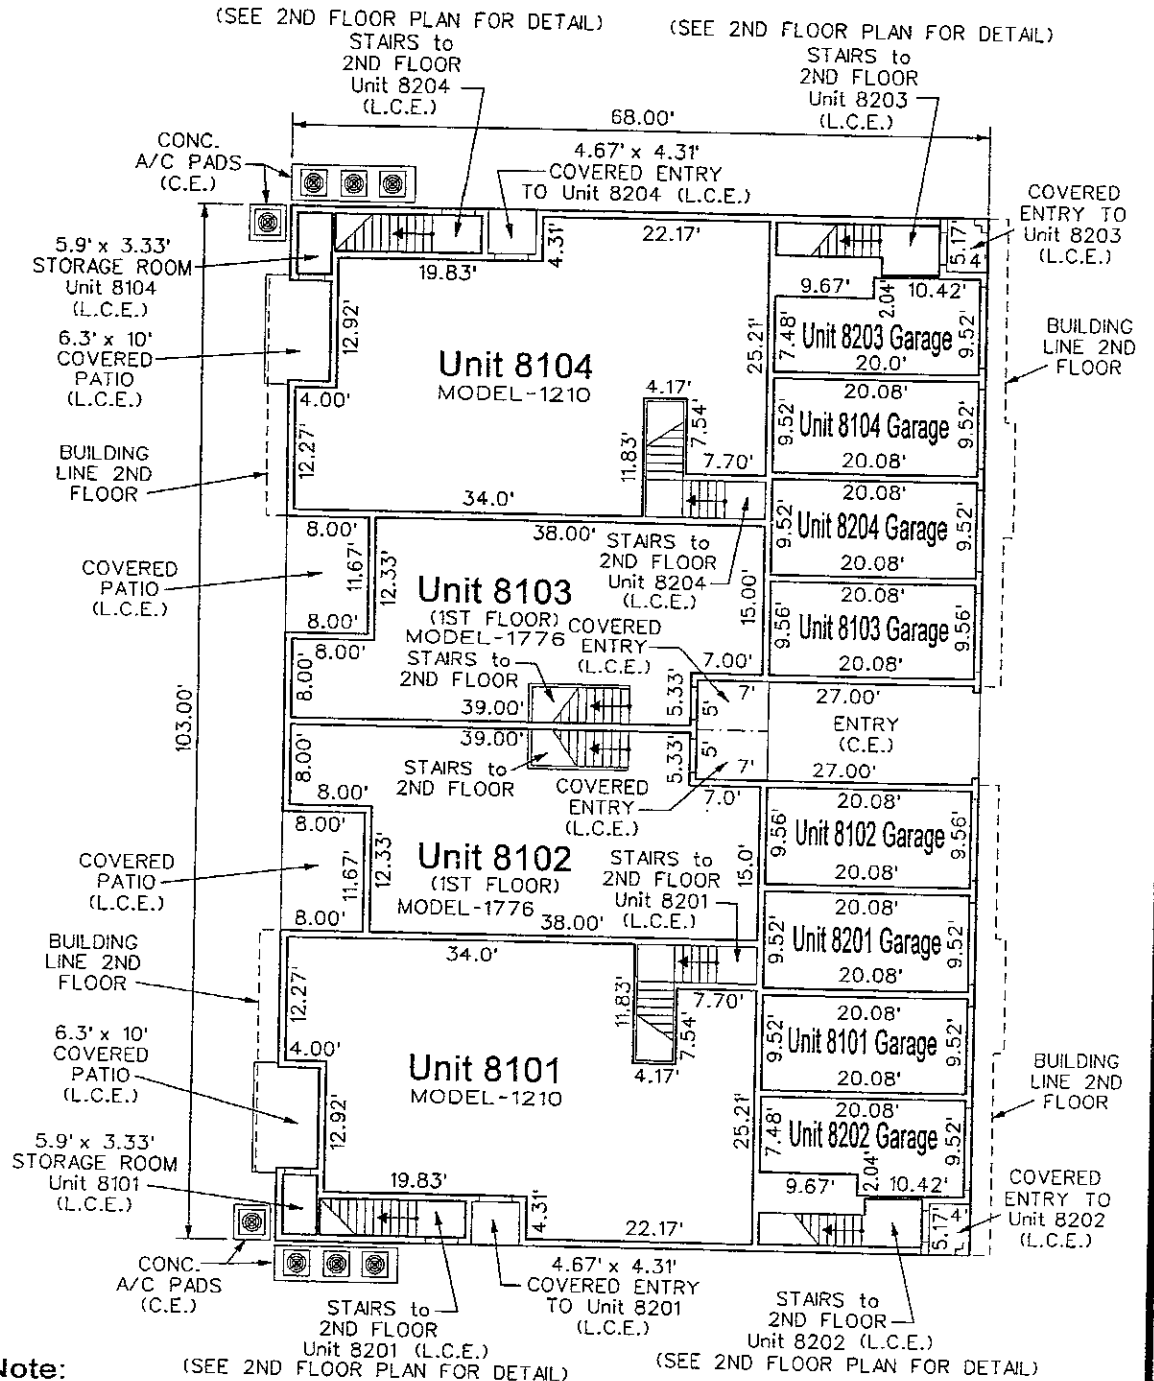 (SEE 2ND FLOOR PLAN FOR DETAIL)
STAIRS to
2ND FLOOR
Unit 8204
(L.C.E.)
(SEE 2ND FLOOR PLAN FOR DETAIL)
STAIRS to
2ND FLOOR
Unit 8203
(L.C.E.)
68.00'
CONC.
A/C PADS
(C.E.)
4.67' x 4.31'
COVERED ENTRY
TO Unit 8204 (L.C.E.)
COVERED
ENTRY TO
Unit 8203
(L.C.E.)
5.9' x 3.33'
STORAGE ROOM
Unit 8104
(L.C.E.)
19.83'
4.31'
22.17'
5.17'
4'
9.67'
2.04'
10.42'
6.3' x 10'
COVERED
PATIO
(L.C.E.)
12.92'
Unit 8104
MODEL-1210
25.21'
7.48'
Unit 8203 Garage
9.52'
20.0'
BUILDING
LINE 2ND
FLOOR
4.00'
12.27'
4.17'
11.83'
7.54'
7.70'
34.0'
20.08'
9.52'
Unit 8104 Garage
9.52'
20.08'
BUILDING
LINE 2ND
FLOOR
20.08'
9.52'
Unit 8204 Garage
9.52'
20.08'
8.00'
38.00'
STAIRS to
2ND FLOOR
Unit 8204
(L.C.E.)
COVERED
PATIO
(L.C.E.)
11.67'
12.33'
8.00'
8.00'
Unit 8103
(1ST FLOOR)
MODEL-1776
15.00'
20.08'
9.56'
Unit 8103 Garage
9.56'
20.08'
COVERED
ENTRY
(L.C.E.)
STAIRS to
2ND FLOOR
7.00'
8.00'
39.00'
5.33'
7'
5'
27.00'
ENTRY
(C.E.)
103.00'
8.00'
39.00'
5.33'
5'
7'
27.00'
STAIRS to
2ND FLOOR
COVERED
ENTRY
(L.C.E.)
8.00'
8.00'
7.0'
20.08'
9.56'
Unit 8102 Garage
9.56'
20.08'
COVERED
PATIO
(L.C.E.)
11.67'
12.33'
8.00'
Unit 8102
(1ST FLOOR)
MODEL-1776
STAIRS to
2ND FLOOR
Unit 8201
(L.C.E.)
15.0'
38.00'
20.08'
9.52'
Unit 8201 Garage
9.52'
20.08'
BUILDING
LINE 2ND
FLOOR
34.0'
12.27'
4.00'
11.83'
7.70'
7.54'
4.17'
20.08'
9.52'
Unit 8101 Garage
9.52'
20.08'
6.3' x 10'
COVERED
PATIO
(L.C.E.)
12.92'
Unit 8101
MODEL-1210
25.21'
20.08'
7.48'
Unit 8202 Garage
9.52'
BUILDING
LINE 2ND
FLOOR
5.9' x 3.33'
STORAGE ROOM
Unit 8101
(L.C.E.)
19.83'
4.31'
22.17'
9.67'
2.04'
10.42'
5.17'
4'
COVERED
ENTRY TO
Unit 8202
(L.C.E.)
CONC.
A/C PADS
(C.E.)
4.67' x 4.31'
COVERED ENTRY
TO Unit 8201
(L.C.E.)
STAIRS to
2ND FLOOR
Unit 8201 (L.C.E.)
(SEE 2ND FLOOR PLAN FOR DETAIL)
STAIRS to
2ND FLOOR
Unit 8202 (L.C.E.)
(SEE 2ND FLOOR PLAN FOR DETAIL)
Note: